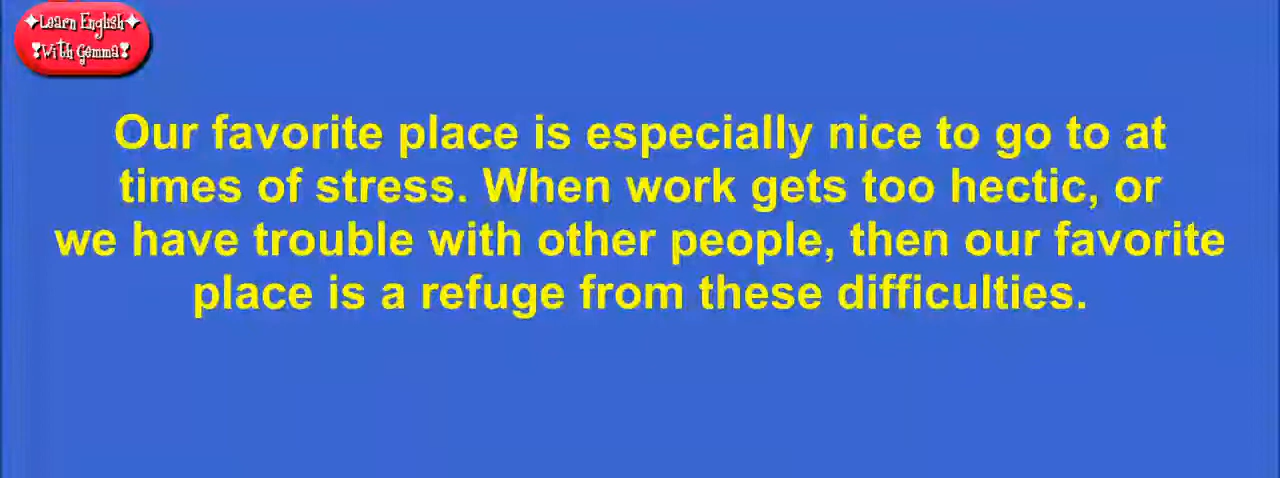 Learn English
With Gemma
Our favorite place is especially nice to go to at
times of stress. When work gets too hectic, or
we have trouble with other people, then our favorite
place is a refuge from these difficulties.